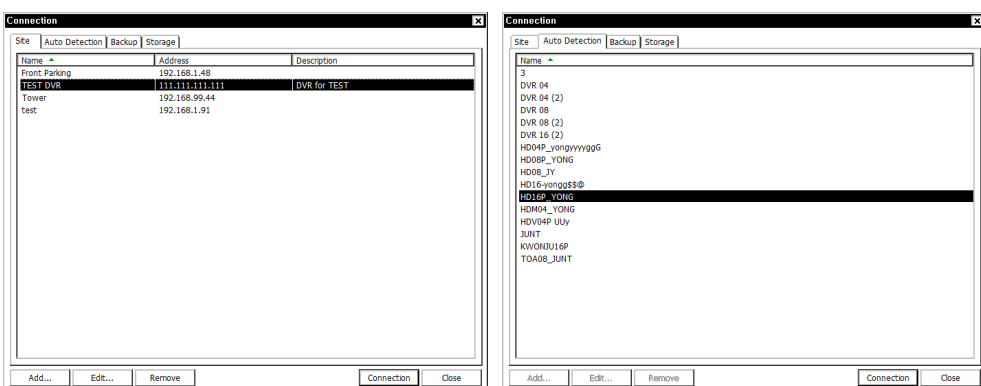 Connection
Site Auto Detection Backup Storage
Name Address Description
Front Parking 192.168.1.48
TEST DVR 111.111.111.111 DVR for TEST
Tower 192.168.99.44
test 192.168.1.91
Add... Edit... Remove Connection Close
Connection
Site Auto Detection Backup Storage
Name
3
DVR 04
DVR 04 (2)
DVR 08
DVR 08 (2)
DVR 16 (2)
HD04P_yongyyyyggG
HD08P_YONG
HD08_JY
HD16-yongg$$@
HD16P_YONG
HDM04_YONG
HDV04P UUy
JUNT
KWONJU16P
TOA08_JUNT
Add... Edit... Remove Connection Close